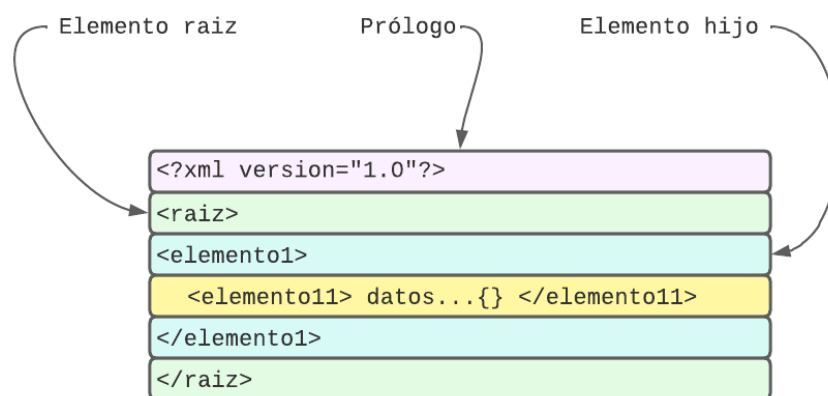 Elemento raiz
Prólogo
Elemento hijo
<?xml version="1.0"?>
<raiz>
<elemento1>
<elemento11> datos...{} </elemento11>
</elemento1>
</raiz>